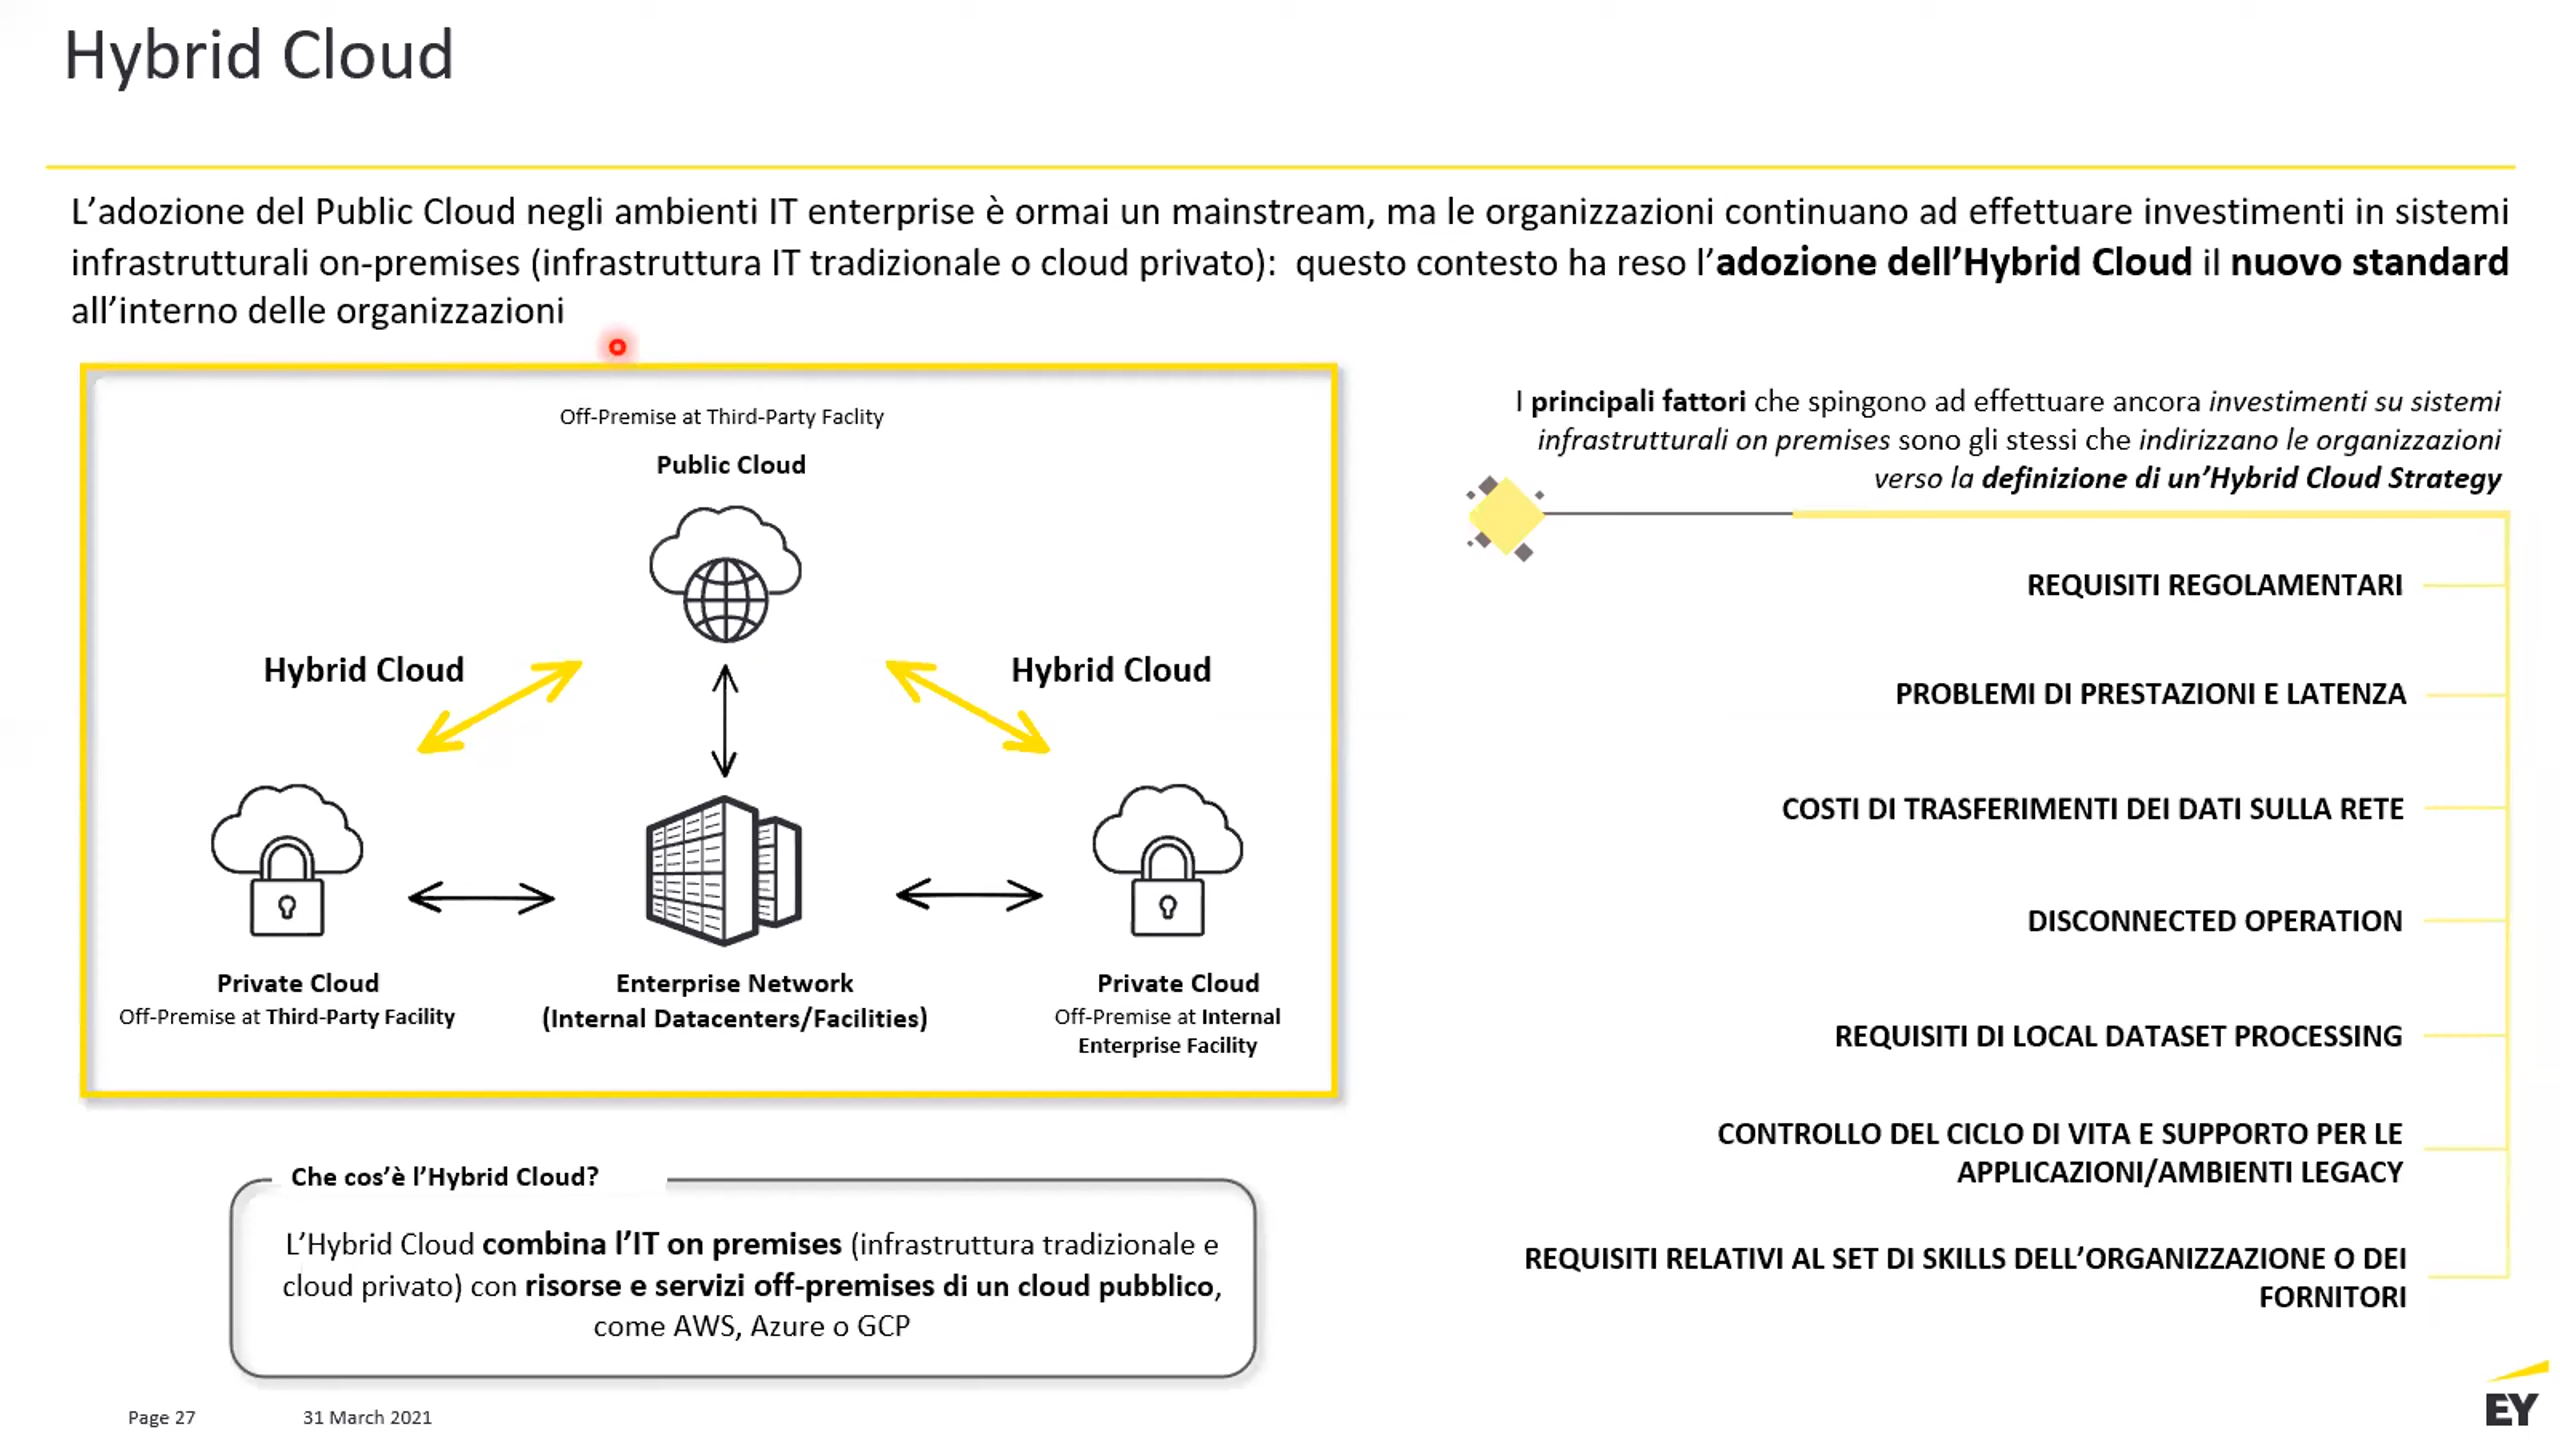 Hybrid Cloud
L’adozione del Public Cloud negli ambienti IT enterprise è ormai un mainstream, ma le organizzazioni continuano ad effettuare investimenti in sistemi
infrastrutturali on-premises (infrastruttura IT tradizionale o cloud privato):  questo contesto ha reso l’adozione dell’Hybrid Cloud il nuovo standard
all’interno delle organizzazioni
Off-Premise at Third-Party Faclity
Public Cloud
Hybrid Cloud
Hybrid Cloud
Private Cloud
Off-Premise at Third-Party Facility
Enterprise Network
(Internal Datacenters/Facilities)
Private Cloud
Off-Premise at Internal
Enterprise Facility
Che cos’è l’Hybrid Cloud?
L’Hybrid Cloud combina l’IT on premises (infrastruttura tradizionale e
cloud privato) con risorse e servizi off-premises di un cloud pubblico,
come AWS, Azure o GCP
I principali fattori che spingono ad effettuare ancora investimenti su sistemi
infrastrutturali on premises sono gli stessi che indirizzano le organizzazioni
verso la definizione di un’Hybrid Cloud Strategy
REQUISITI REGOLAMENTARI
PROBLEMI DI PRESTAZIONI E LATENZA
COSTI DI TRASFERIMENTI DEI DATI SULLA RETE
DISCONNECTED OPERATION
REQUISITI DI LOCAL DATASET PROCESSING
CONTROLLO DEL CICLO DI VITA E SUPPORTO PER LE
APPLICAZIONI/AMBIENTI LEGACY
REQUISITI RELATIVI AL SET DI SKILLS DELL’ORGANIZZAZIONE O DEI
FORNITORI
Page 27
31 March 2021
EY